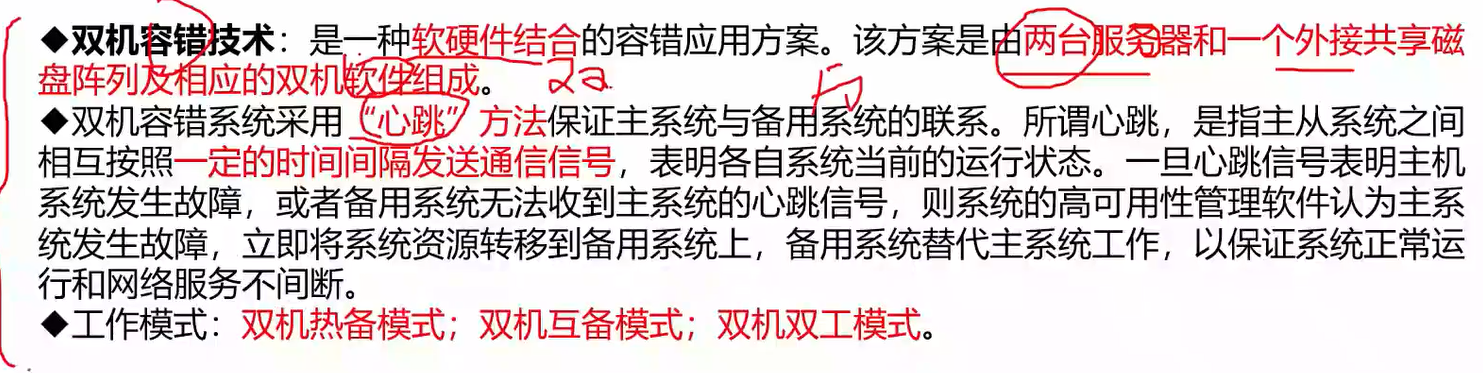 ◆双机容错技术：是一种软硬件结合的容错应用方案。该方案是由两台服务器和一个外接共享磁
盘阵列及相应的双机软件组成。
◆双机容错系统采用“心跳”方法保证主系统与备用系统的联系。所谓心跳，是指主从系统之间
相互按照一定的时间间隔发送通信信号，表明各自系统当前的运行状态。一旦心跳信号表明主机
系统发生故障，或者备用系统无法收到主系统的心跳信号，则系统的高可用性管理软件认为主系
统发生故障，立即将系统资源转移到备用系统上，备用系统替代主系统工作，以保证系统正常运
行和网络服务不间断。
◆工作模式：双机热备模式；双机互备模式；双机双工模式。